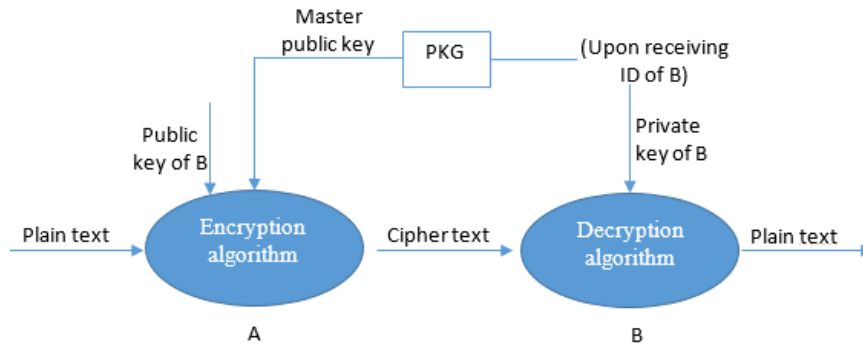 Master
public key
PKG
(Upon receiving
ID of B)
Public
key of B
Private
key of B
Plain text
Encryption
algorithm
Cipher text
Decryption
algorithm
Plain text
A
B